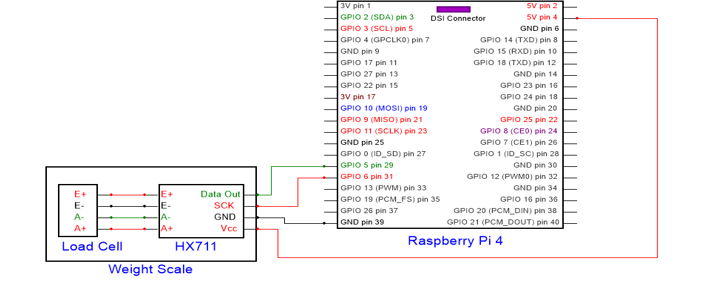 3V pin 1
5V pin 2
GPIO 2 (SDA) pin 3
DSI Connector
5V pin 4
GPIO 3 (SCL) pin 5
GND pin 6
GPIO 4 (GPCLK0) pin 7
GPIO 14 (TXD) pin 8
GND pin 9
GPIO 15 (RXD) pin 10
GPIO 17 pin 11
GPIO 18 (TXD) pin 12
GPIO 27 pin 13
GND pin 14
GPIO 22 pin 15
GPIO 23 pin 16
3V pin 17
GPIO 24 pin 18
GPIO 10 (MOSI) pin 19
GND pin 20
GPIO 9 (MISO) pin 21
GPIO 25 pin 22
GPIO 11 (SCLK) pin 23
GPIO 8 (CE0) pin 24
GND pin 25
GPIO 7 (CE1) pin 26
GPIO 0 (ID_SD) pin 27
GPIO 1 (ID_SC) pin 28
GPIO 5 pin 29
GND pin 30
GPIO 6 pin 31
GPIO 12 (PWM0) pin 32
GPIO 13 (PWM) pin 33
GND pin 34
GPIO 19 (PCM_FS) pin 35
GPIO 16 pin 36
GPIO 26 pin 37
GPIO 20 (PCM_DIN) pin 38
GND pin 39
GPIO 21 (PCM_DOUT) pin 40
Raspberry Pi 4
E+
E-
A-
A+
Load Cell
E+
E-
A-
A+
Data Out
SCK
GND
Vcc
HX711
Weight Scale